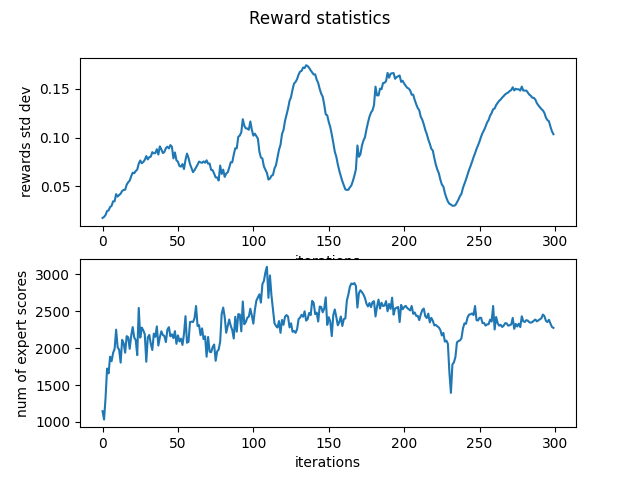 Reward statistics
0.15
0.10
0.05
rewards std dev
0 50 100 150 200 250 300
iterations
3000
2500
2000
1500
1000
num of expert scores
0 50 100 150 200 250 300
iterations